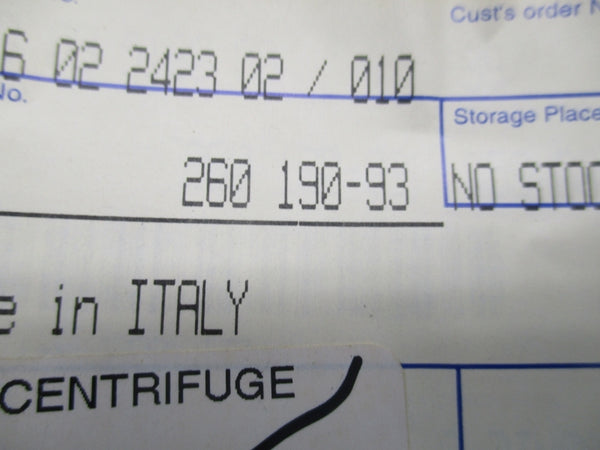 Cust's order
6 02 2423 02 / 010
No.
Storage Place
260 190-93
NO STOC
e in ITALY
CENTRIFUGE